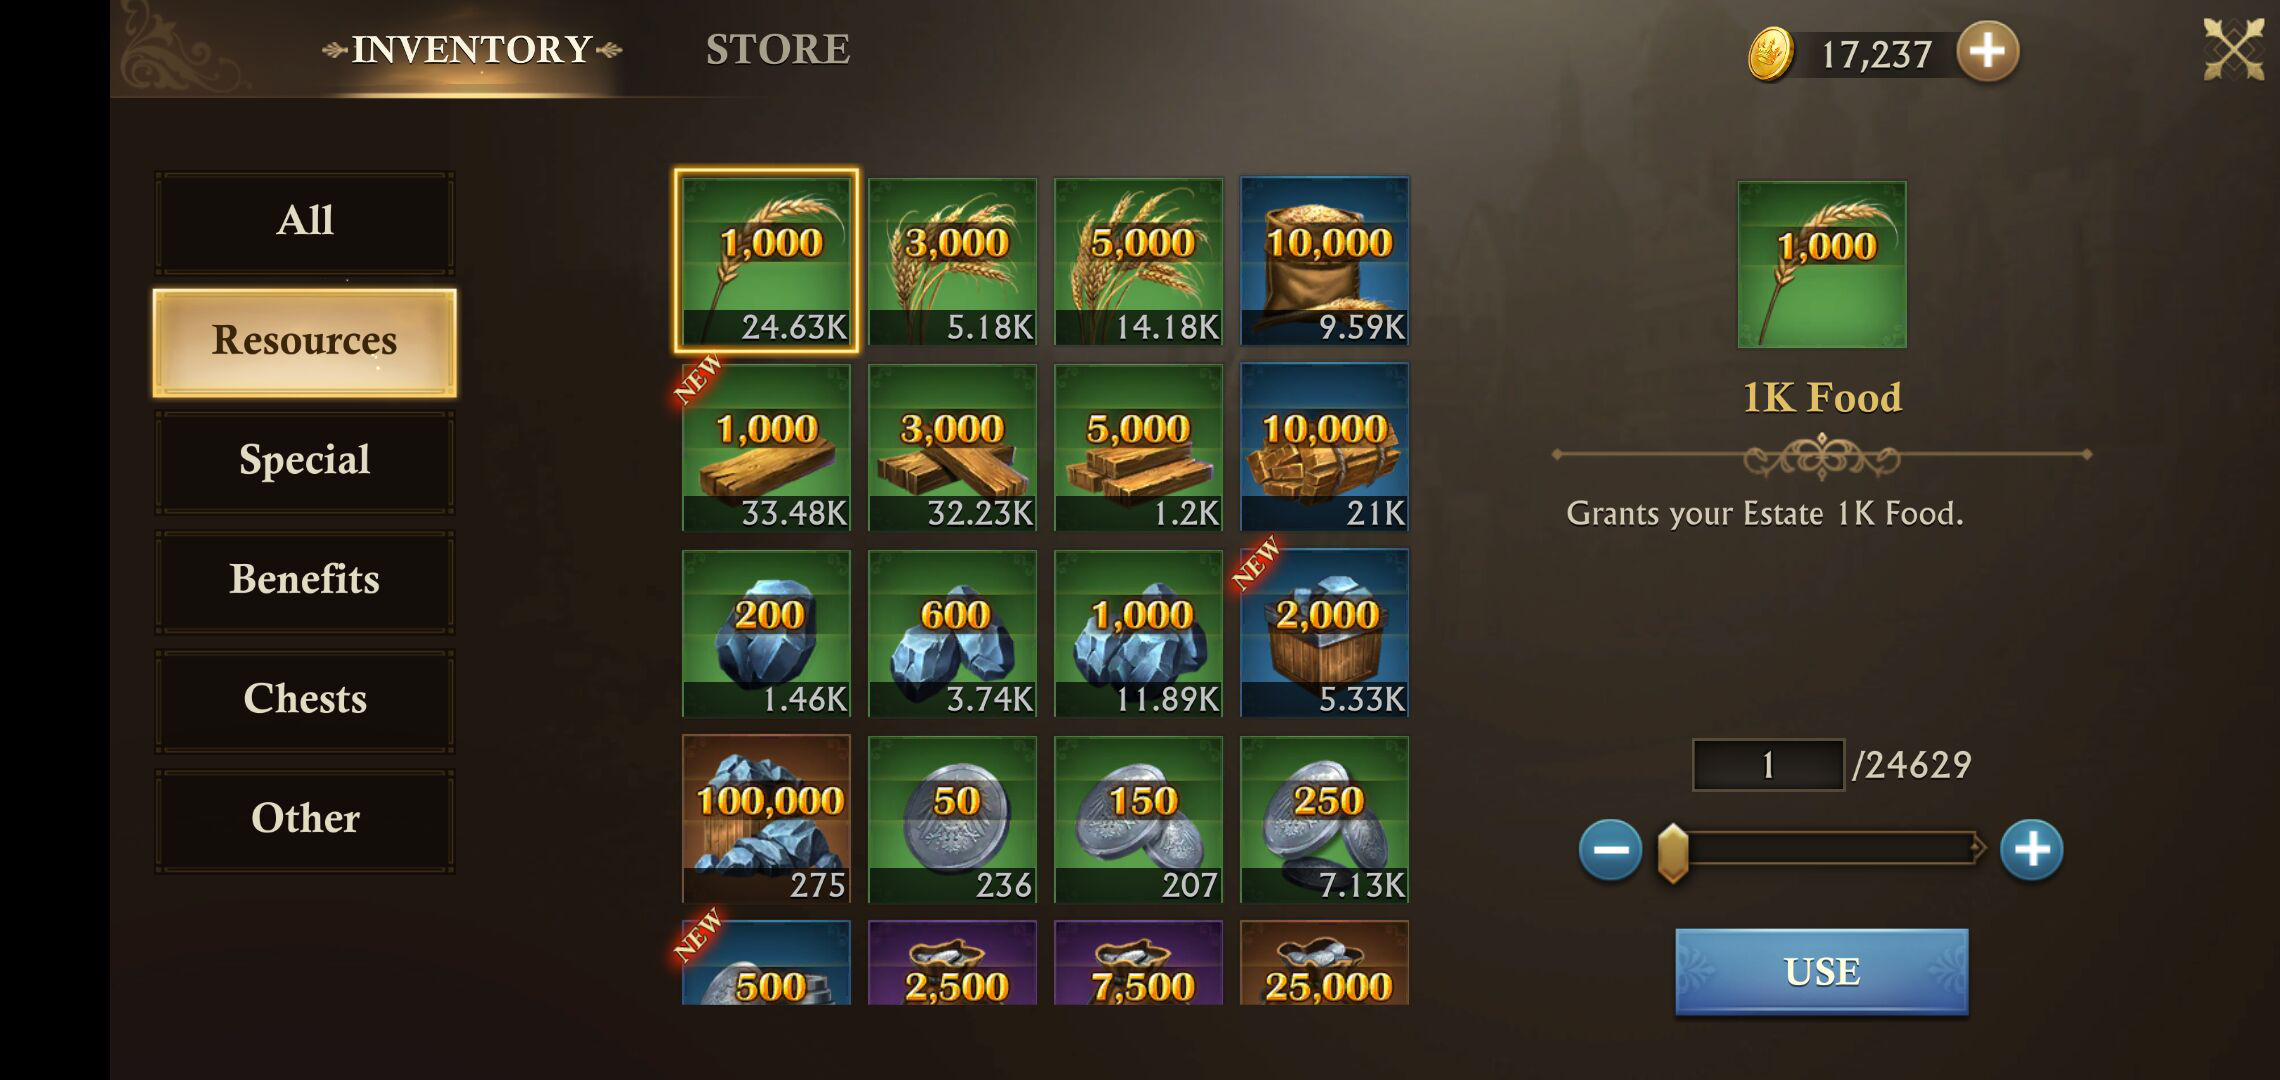 INVENTORY
STORE
17,237
All
Resources
Special
Benefits
Chests
Other
1,000
24.63K
3,000
5.18K
5,000
14.18K
10,000
9.59K
NEW
1,000
33.48K
3,000
32.23K
5,000
1.2K
10,000
21K
200
1.46K
600
3.74K
1,000
11.89K
NEW
2,000
5.33K
100,000
275
50
236
150
207
250
7.13K
NEW
500
2,500
7,500
25,000
1,000
1K Food
Grants your Estate 1K Food.
1 /24629
USE